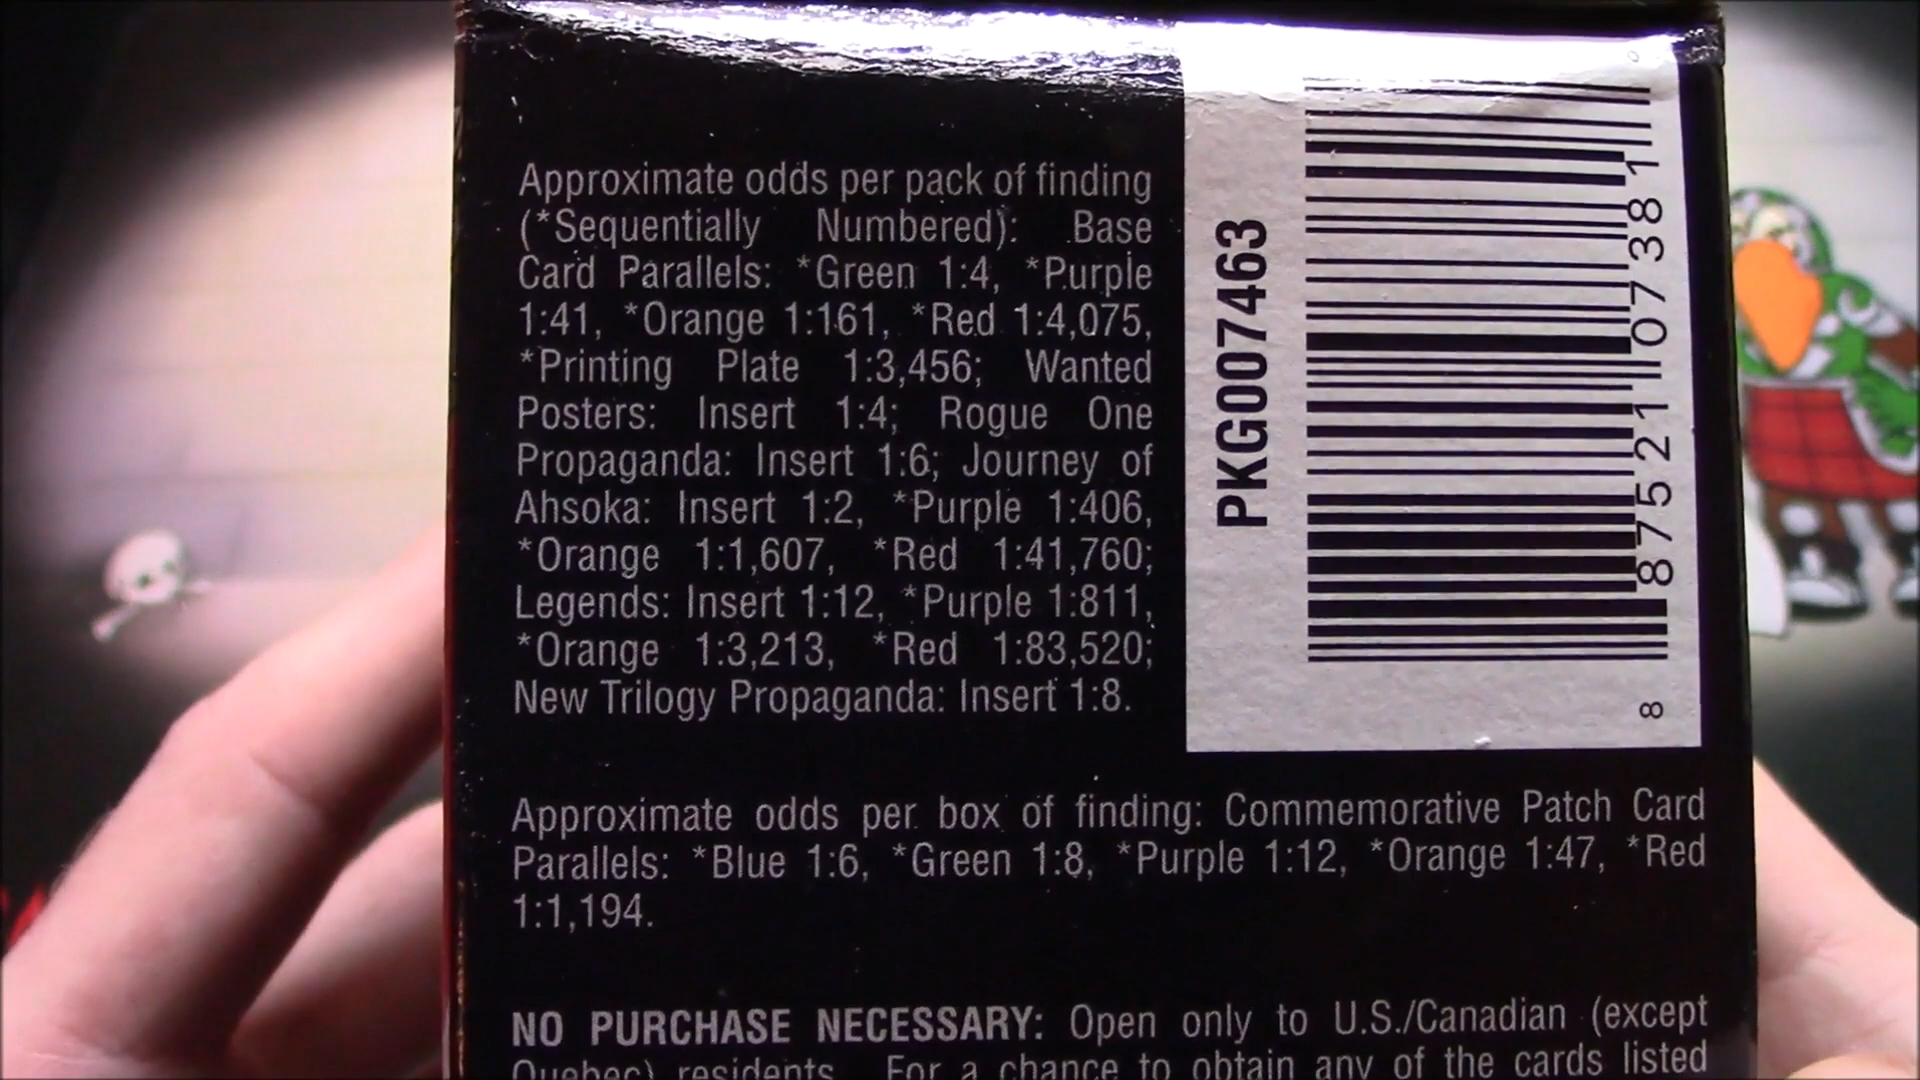 Approximate odds per pack of finding
(*Sequentially Numbered): Base
Card Parallels: *Green 1:4, *Purple
1:41, *Orange 1:161, *Red 1:4,075,
*Printing Plate 1:3,456; Wanted
Posters: Insert 1:4; Rogue One
Propaganda: Insert 1:6; Journey of
Ahsoka: Insert 1:2, *Purple 1:406,
*Orange 1:1,607, *Red 1:41,760;
Legends: Insert 1:12, *Purple 1:811,
*Orange 1:3,213, *Red 1:83,520;
New Trilogy Propaganda: Insert 1:8.
PKG007463
8 87521 10738 1
Approximate odds per box of finding: Commemorative Patch Card
Parallels: *Blue 1:6, *Green 1:8, *Purple 1:12, *Orange 1:47, *Red
1:1,194.
NO PURCHASE NECESSARY: Open only to U.S./Canadian (except
Quebec) residents. For a chance to obtain any of the cards listed